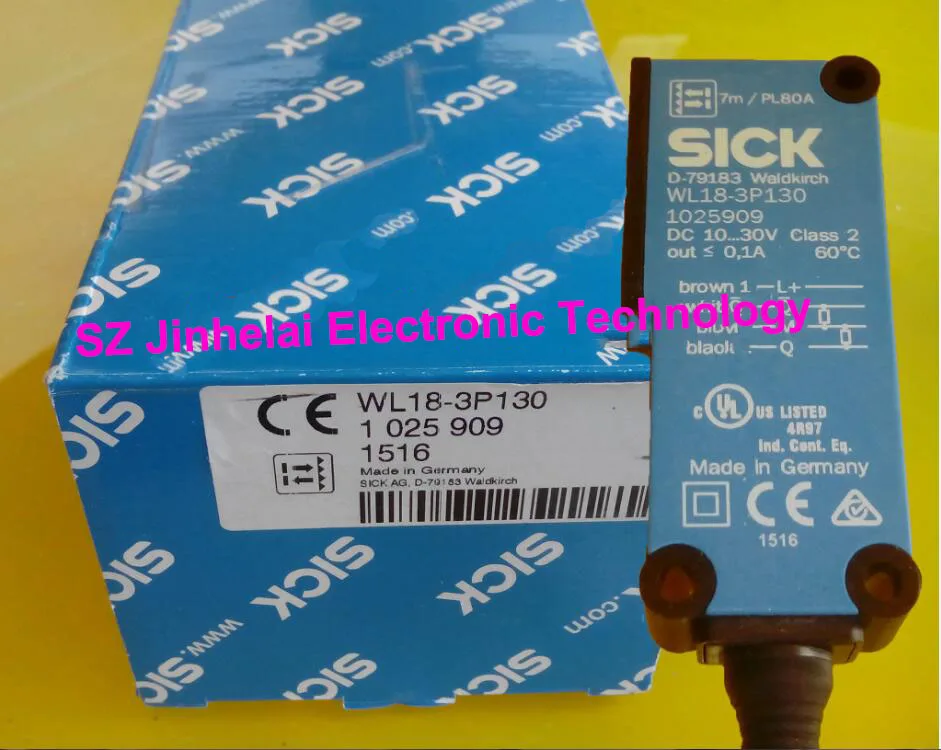 SICK
.com
www.
SZ Jinhelai Electronic Technology
CE WL18-3P130
1 025 909
1516
Made in Germany
SICK AG, D-79183 Waldkirch
7m / PL80A
SICK
D-79183 Waldkirch
WL18-3P130
1025909
DC 10...30V Class 2
out ≤ 0,1A 60°C
brown 1 L+
black Q
C UL US LISTED
4R97
Ind. Cont. Eq.
Made in Germany
CE
1516